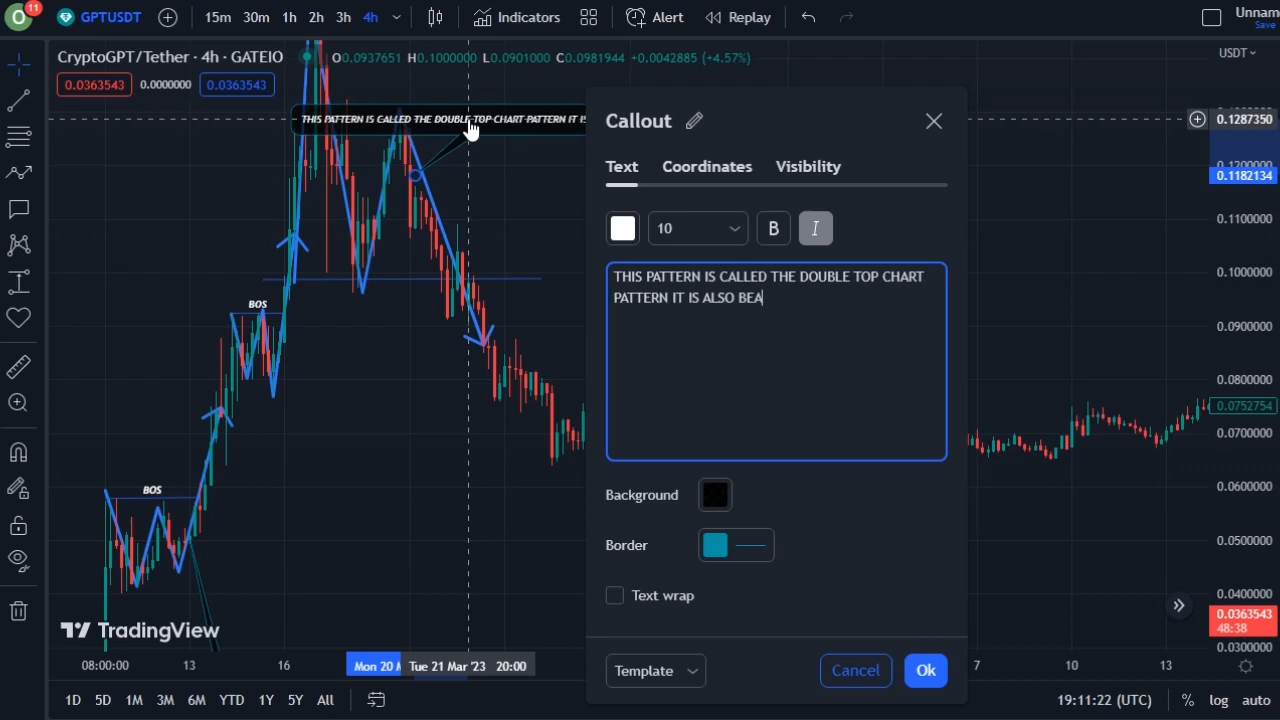 O 11 GPTUSDT 15m 30m 1h 2h 3h 4h Indicators Alert Replay Unnam
Save
CryptoGPT/Tether · 4h · GATEIO O0.0937651 H0.1000000 L0.0901000 C0.0981944 +0.0042885 (+4.57%) USDT
0.0363543 0.0000000 0.0363543
THIS PATTERN IS CALLED THE DOUBLE TOP CHART PATTERN IT IS
Callout
Text Coordinates Visibility
10 B I
THIS PATTERN IS CALLED THE DOUBLE TOP CHART
PATTERN IT IS ALSO BEA
Background
Border
Text wrap
Template Cancel Ok
BOS
BOS
0.1287350
0.1200000
0.1182134
0.1100000
0.1000000
0.0900000
0.0800000
0.0752754
0.0700000
0.0600000
0.0500000
0.0400000
0.0363543
48:38
0.0300000
TradingView
08:00:00 13 16 Mon 20 M Tue 21 Mar '23 20:00 7 10 13
1D 5D 1M 3M 6M YTD 1Y 5Y All 19:11:22 (UTC) % log auto